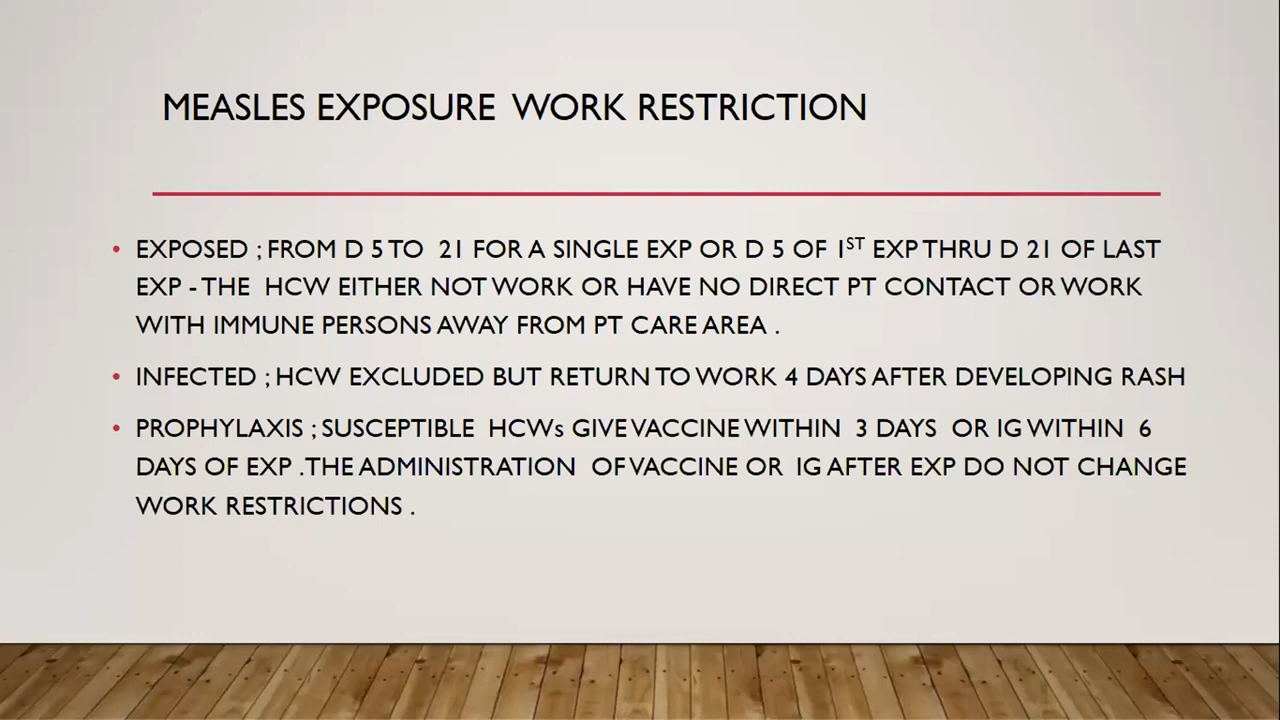 MEASLES EXPOSURE WORK RESTRICTION
• EXPOSED ; FROM D 5 TO 21 FOR A SINGLE EXP OR D 5 OF 1ST EXP THRU D 21 OF LAST
EXP - THE HCW EITHER NOT WORK OR HAVE NO DIRECT PT CONTACT OR WORK
WITH IMMUNE PERSONS AWAY FROM PT CARE AREA .
• INFECTED ; HCW EXCLUDED BUT RETURN TO WORK 4 DAYS AFTER DEVELOPING RASH
• PROPHYLAXIS ; SUSCEPTIBLE HCWs GIVE VACCINE WITHIN 3 DAYS OR IG WITHIN 6
DAYS OF EXP .THE ADMINISTRATION OF VACCINE OR IG AFTER EXP DO NOT CHANGE
WORK RESTRICTIONS .